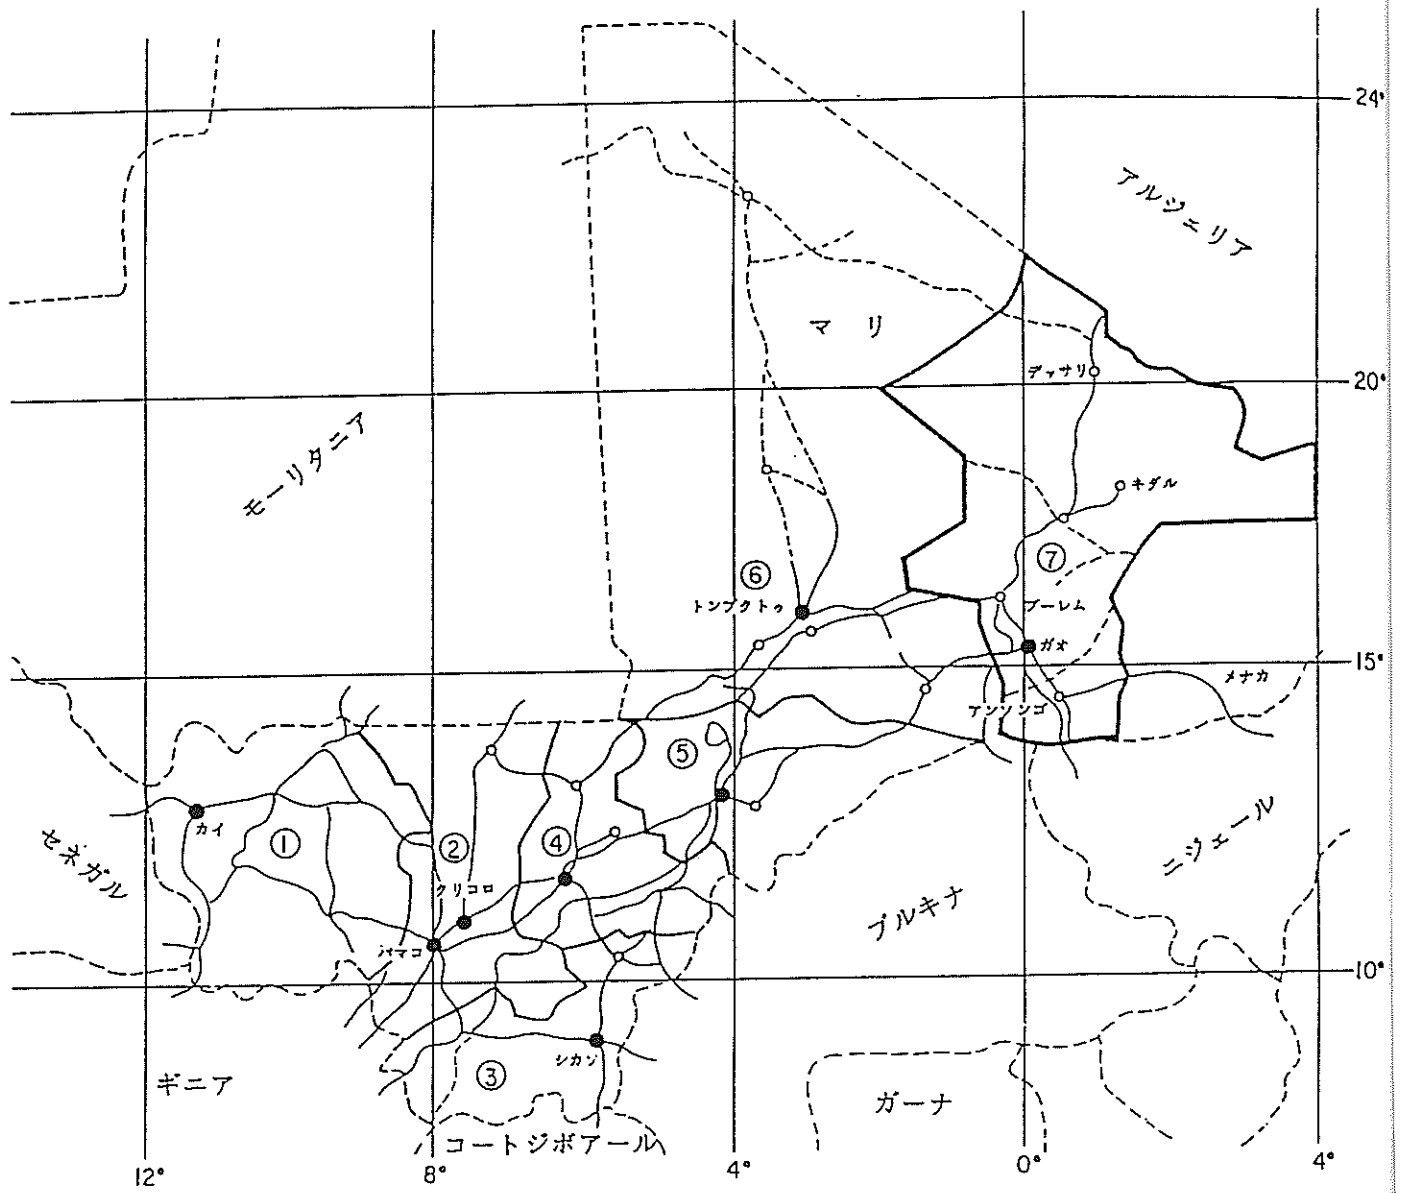 24°
アルジェリア
マリ
デッサリ
20°
モーリタニア
キダル
⑦
⑥
トンブクトゥ
ブーレム
ガオ
15°
メナカ
アンソンゴ
⑤
カイ
①
②
④
セネガル
クリコロ
ニジェール
ブルキナ
バマコ
10°
シカソ
③
ギニア
ガーナ
コートジボアール
12°
8°
4°
0°
4°